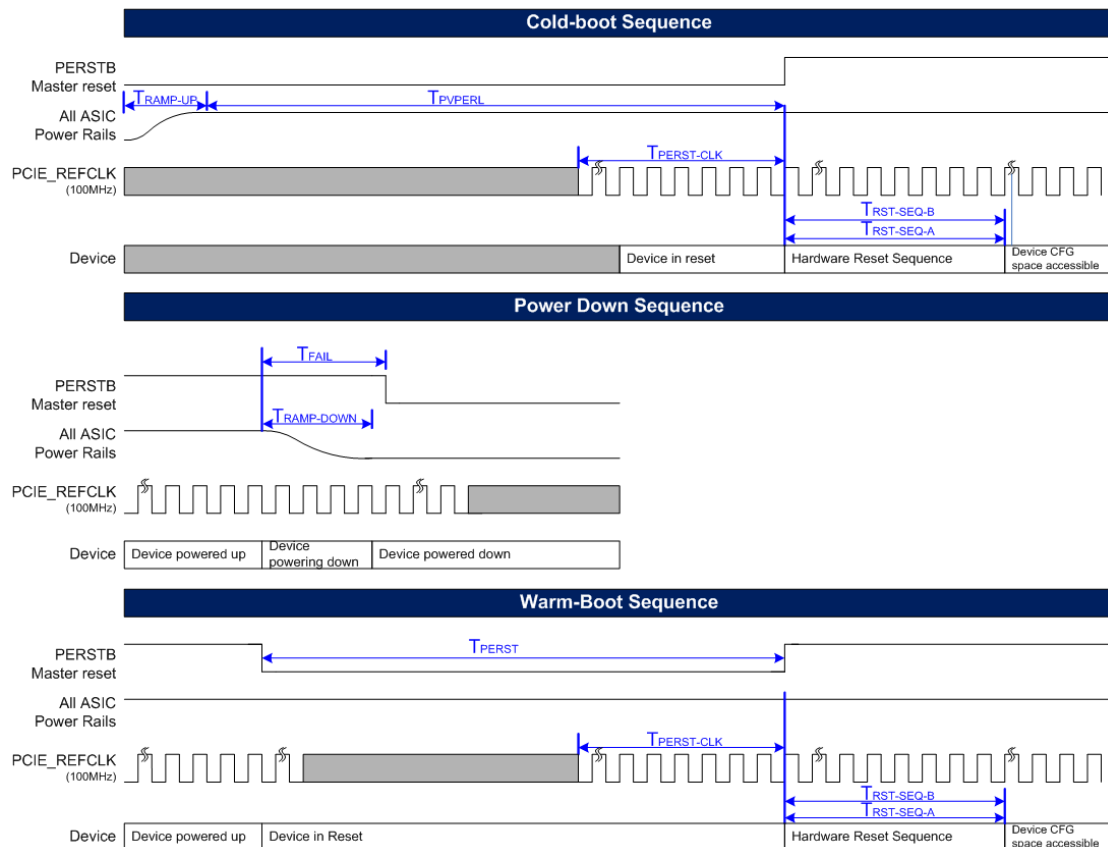 Cold-boot Sequence
PERSTB
Master reset
TRAMP-UP
TPVPERL
All ASIC
Power Rails
TPERST-CLK
PCIE_REFCLK
(100MHz)
TRST-SEQ-B
TRST-SEQ-A
Device
Device in reset
Hardware Reset Sequence
Device CFG
space accessible
Power Down Sequence
TFAIL
PERSTB
Master reset
TRAMP-DOWN
All ASIC
Power Rails
PCIE_REFCLK
(100MHz)
Device
Device powered up
Device
powering down
Device powered down
Warm-Boot Sequence
TPERST
PERSTB
Master reset
All ASIC
Power Rails
TPERST-CLK
PCIE_REFCLK
(100MHz)
TRST-SEQ-B
TRST-SEQ-A
Device
Device powered up
Device in Reset
Hardware Reset Sequence
Device CFG
space accessible